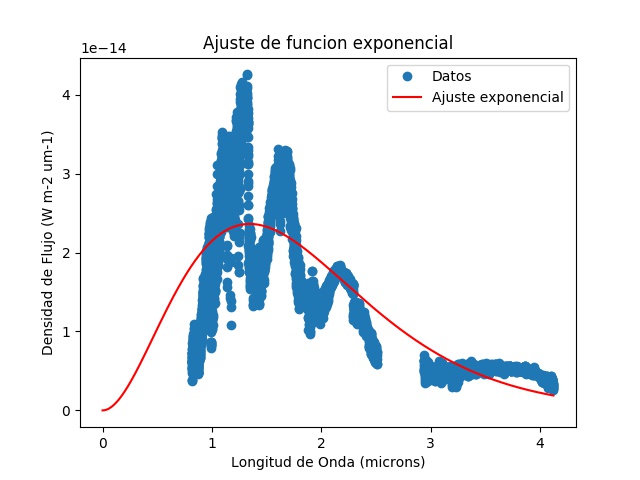 Ajuste de funcion exponencial
1e−14
Datos
Ajuste exponencial
4
3
2
1
0
Densidad de Flujo (W m-2 um-1)
0 1 2 3 4
Longitud de Onda (microns)